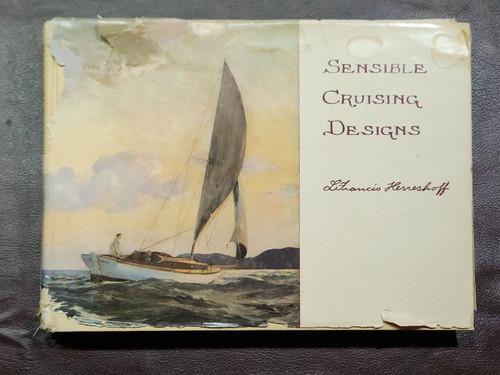 Sensible
Cruising
Designs
L Francis Herreshoff